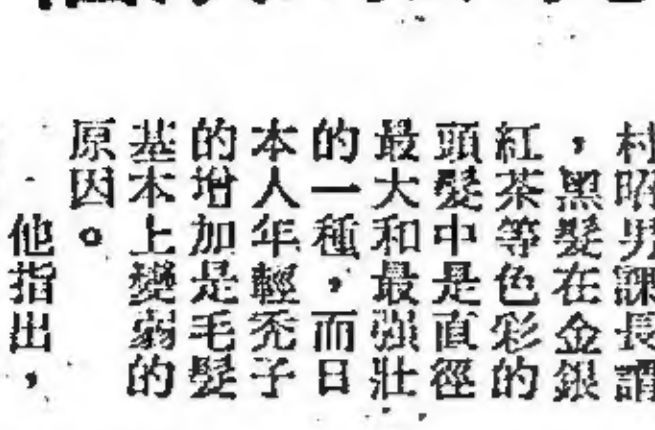 村昭男課長謂
，黑髮在金銀
紅茶等色彩的
頭髮中是直徑
最大和最强壯
的一種，而日
本人年輕禿子
的增加是毛髮
基本上變弱的
原因。
他指出，